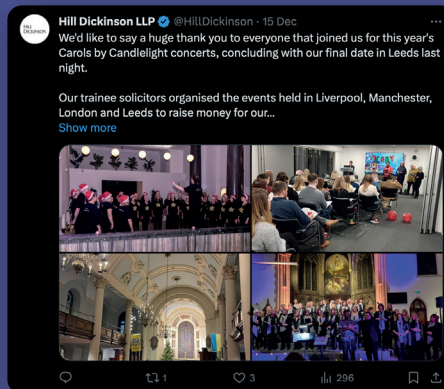 HILL
DICKINSON
Hill Dickinson LLP @HillDickinson · 15 Dec
We'd like to say a huge thank you to everyone that joined us for this year's
Carols by Candlelight concerts, concluding with our final date in Leeds last
night.
Our trainee solicitors organised the events held in Liverpool, Manchester,
London and Leeds to raise money for our...
Show more
1
3
296